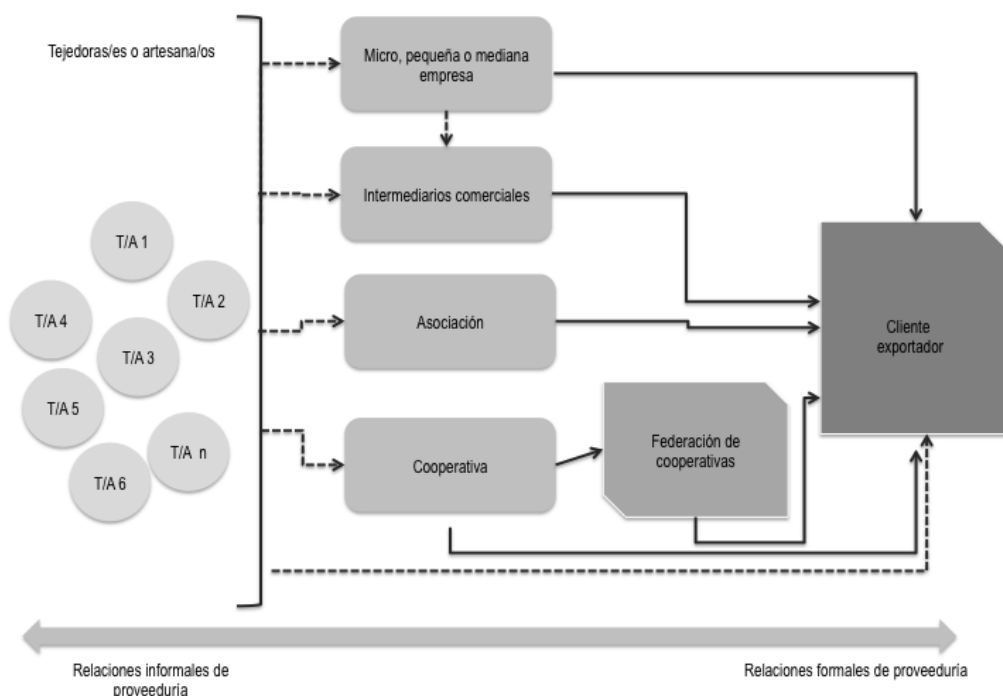 Tejedoras/es o artesana/os
Micro, pequeña o mediana
empresa
Intermediarios comerciales
T/A 1
T/A 2
T/A 4
T/A 3
Asociación
Cliente
exportador
T/A 5
T/A n
T/A 6
Cooperativa
Federación de
cooperativas
Relaciones informales de
proveeduría
Relaciones formales de proveeduría